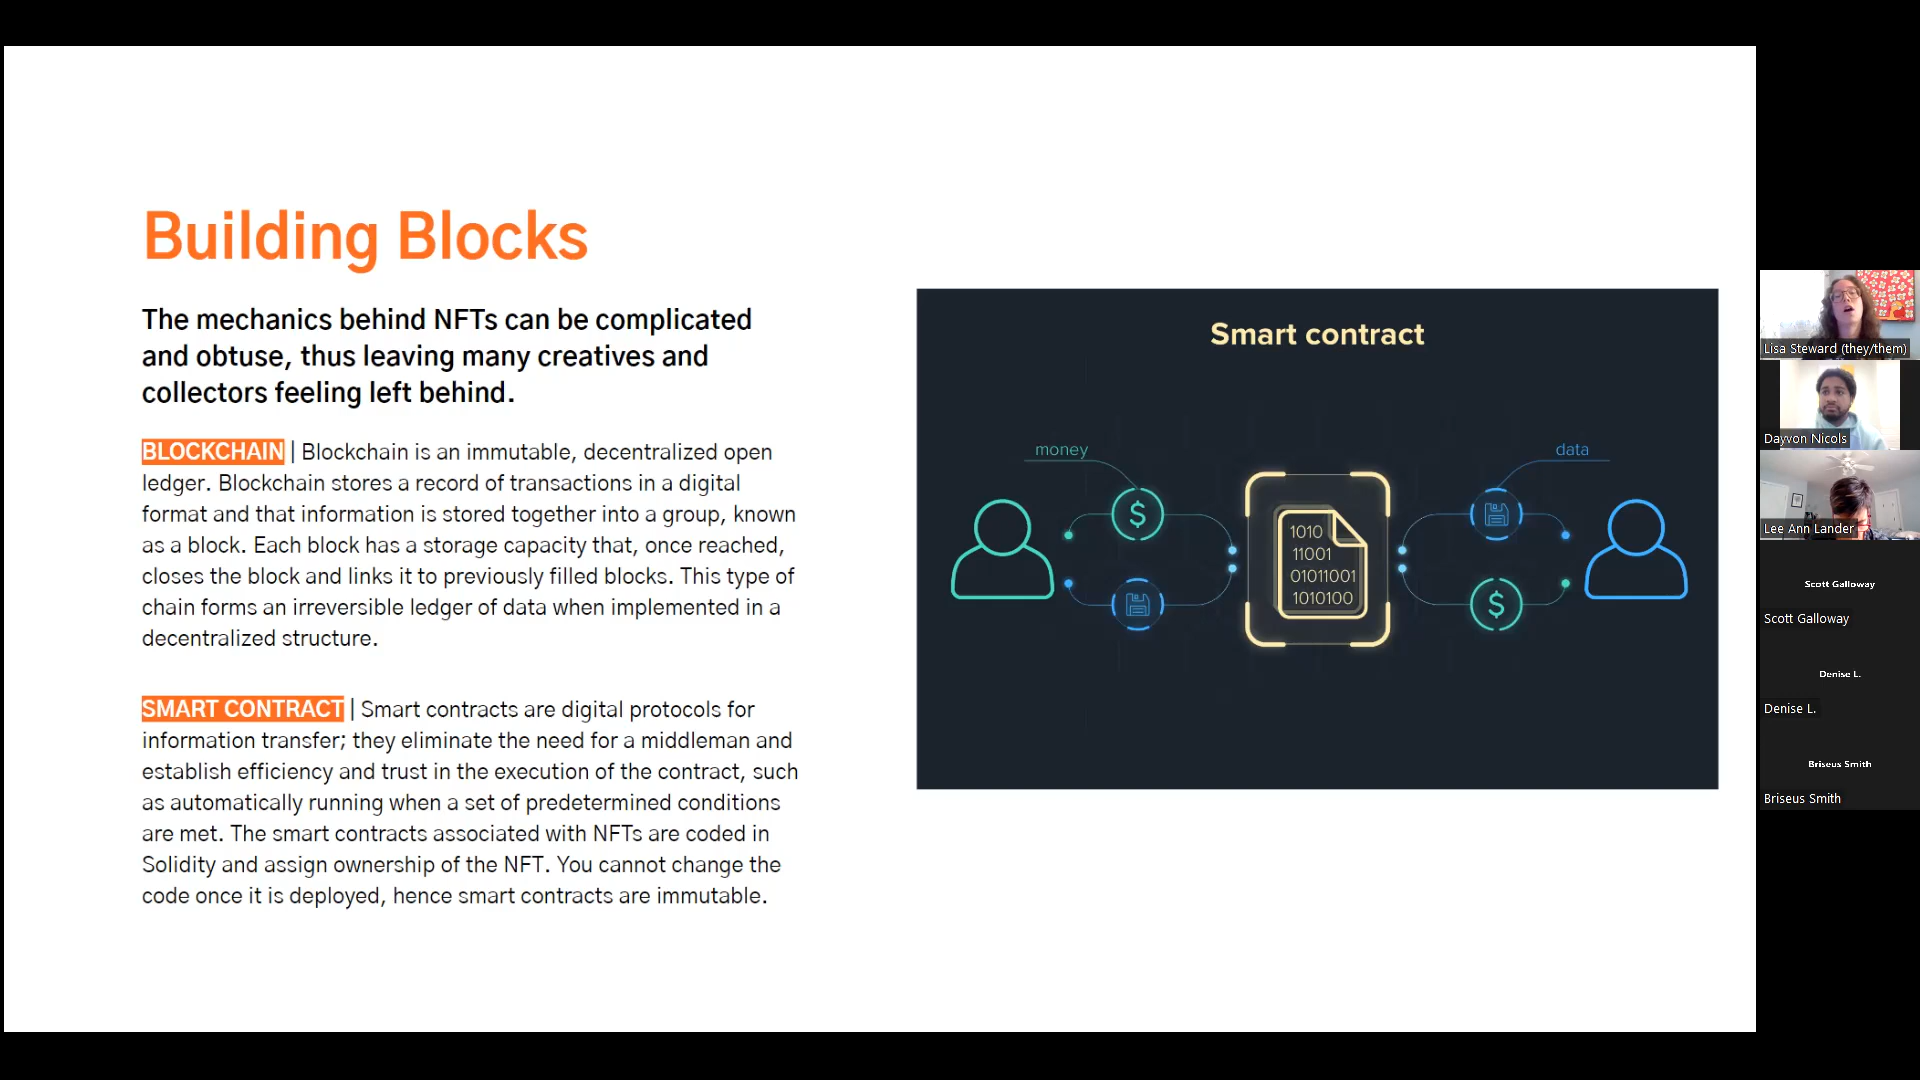 Building Blocks
The mechanics behind NFTs can be complicated
and obtuse, thus leaving many creatives and
collectors feeling left behind.
BLOCKCHAIN | Blockchain is an immutable, decentralized open
ledger. Blockchain stores a record of transactions in a digital
format and that information is stored together into a group, known
as a block. Each block has a storage capacity that, once reached,
closes the block and links it to previously filled blocks. This type of
chain forms an irreversible ledger of data when implemented in a
decentralized structure.
SMART CONTRACT | Smart contracts are digital protocols for
information transfer; they eliminate the need for a middleman and
establish efficiency and trust in the execution of the contract, such
as automatically running when a set of predetermined conditions
are met. The smart contracts associated with NFTs are coded in
Solidity and assign ownership of the NFT. You cannot change the
code once it is deployed, hence smart contracts are immutable.
Smart contract
money
data
$
1010
11001
01011001
1010100
$
Lisa Steward (they/them)
Dayvon Nicols
Lee Ann Lander
Scott Galloway
Scott Galloway
Denise L.
Denise L.
Briseus Smith
Briseus Smith